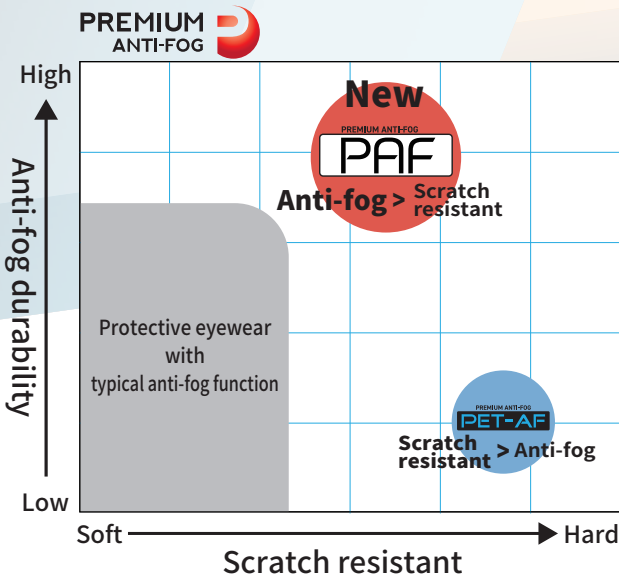 PREMIUM
ANTI-FOG
High
Anti-fog durability
Low
New
PREMIUM ANTI-FOG
PAF
Anti-fog > Scratch resistant
Protective eyewear
with
typical anti-fog function
PREMIUM ANTI-FOG
PET-AF
Scratch resistant > Anti-fog
Soft
Hard
Scratch resistant